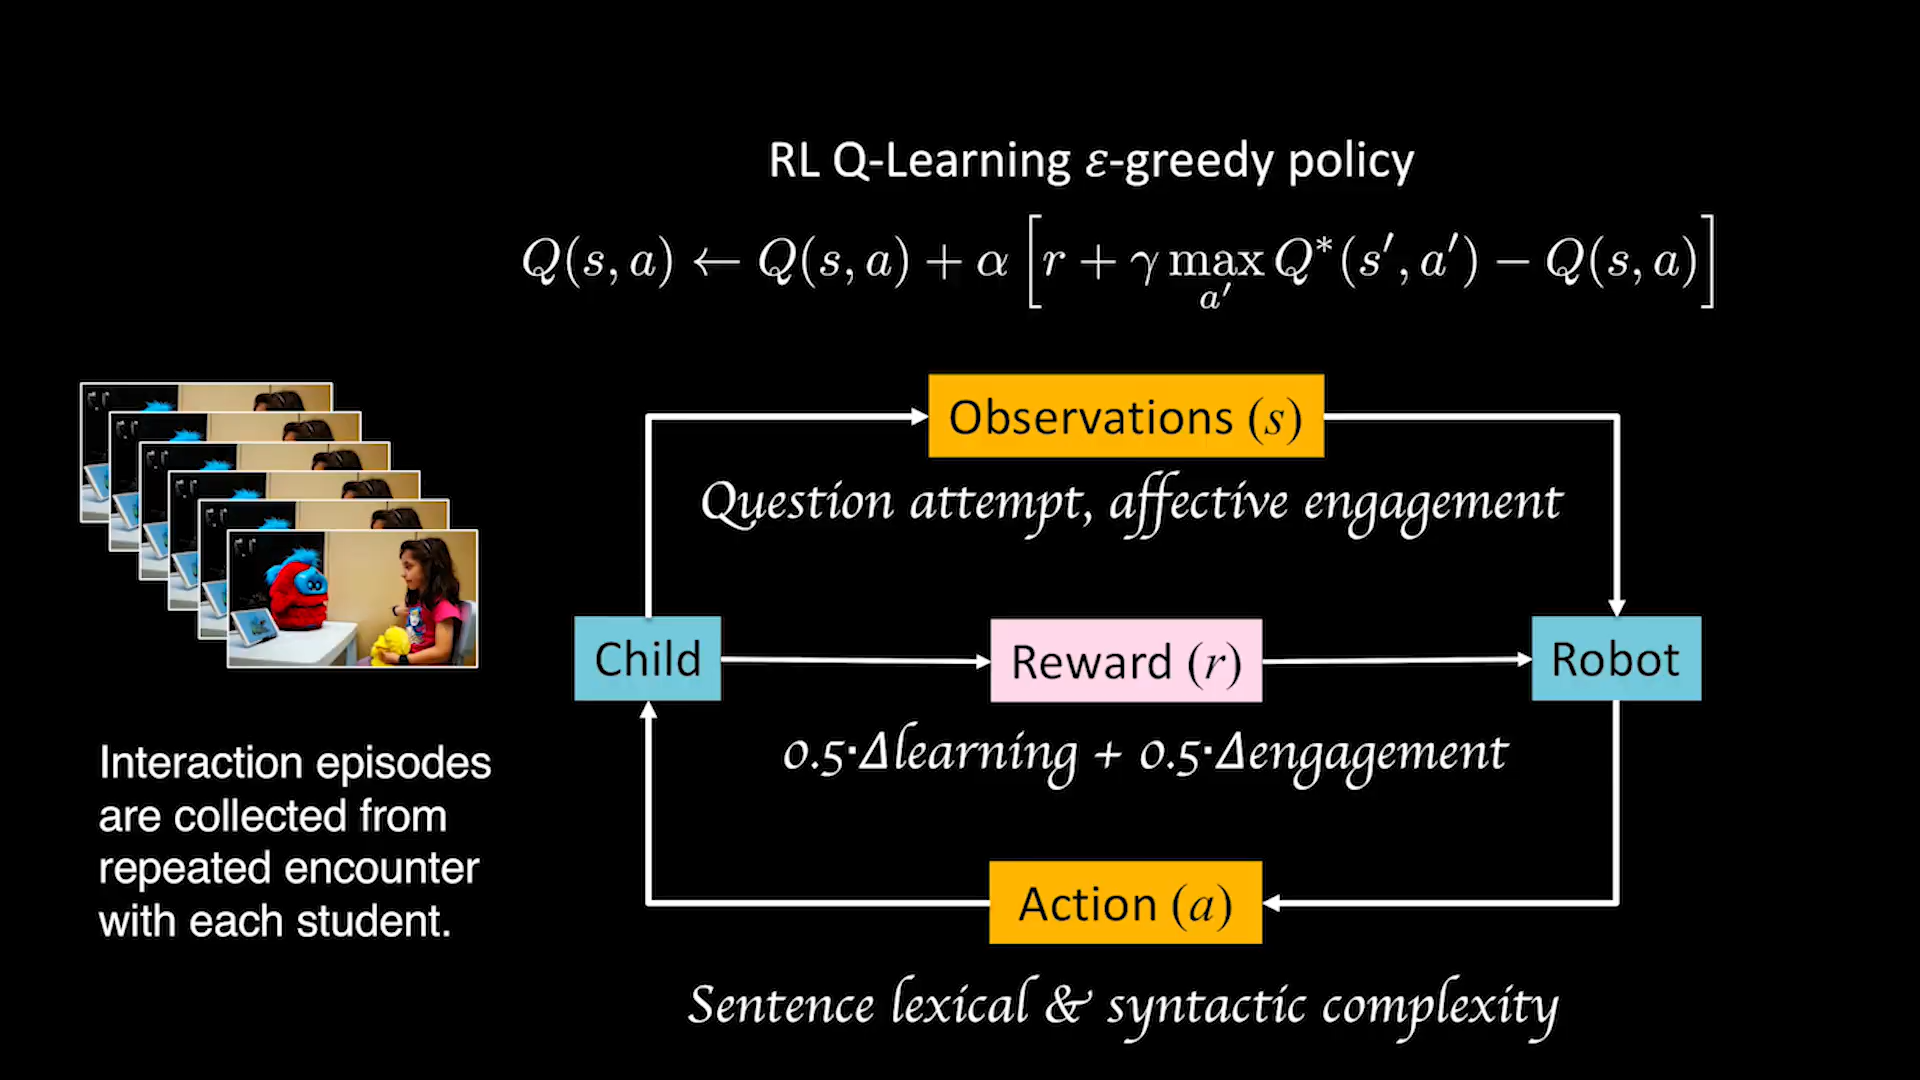 RL Q-Learning ε-greedy policy
Q(s, a) ← Q(s, a) + α [r + γ max Q*(s′, a′) − Q(s, a)]
a′
Observations (s)
Question attempt, affective engagement
Child
Reward (r)
Robot
0.5·Δlearning + 0.5·Δengagement
Interaction episodes
are collected from
repeated encounter
with each student.
Action (a)
Sentence lexical & syntactic complexity